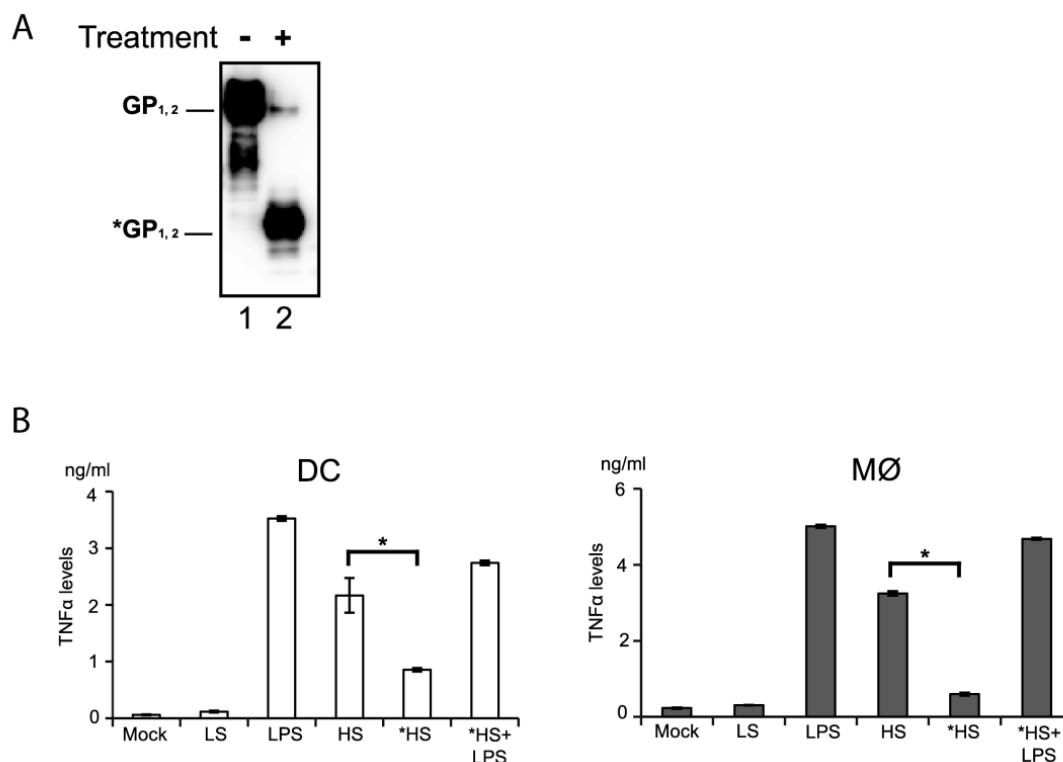 A
Treatment - +
GP1, 2
*GP1, 2
1 2
B
ng/ml DC
4
3
2
1
0
TNFα levels
*
Mock LS LPS HS *HS *HS+
LPS
ng/ml MØ
6
4
2
0
TNFα levels
*
Mock LS LPS HS *HS *HS+
LPS